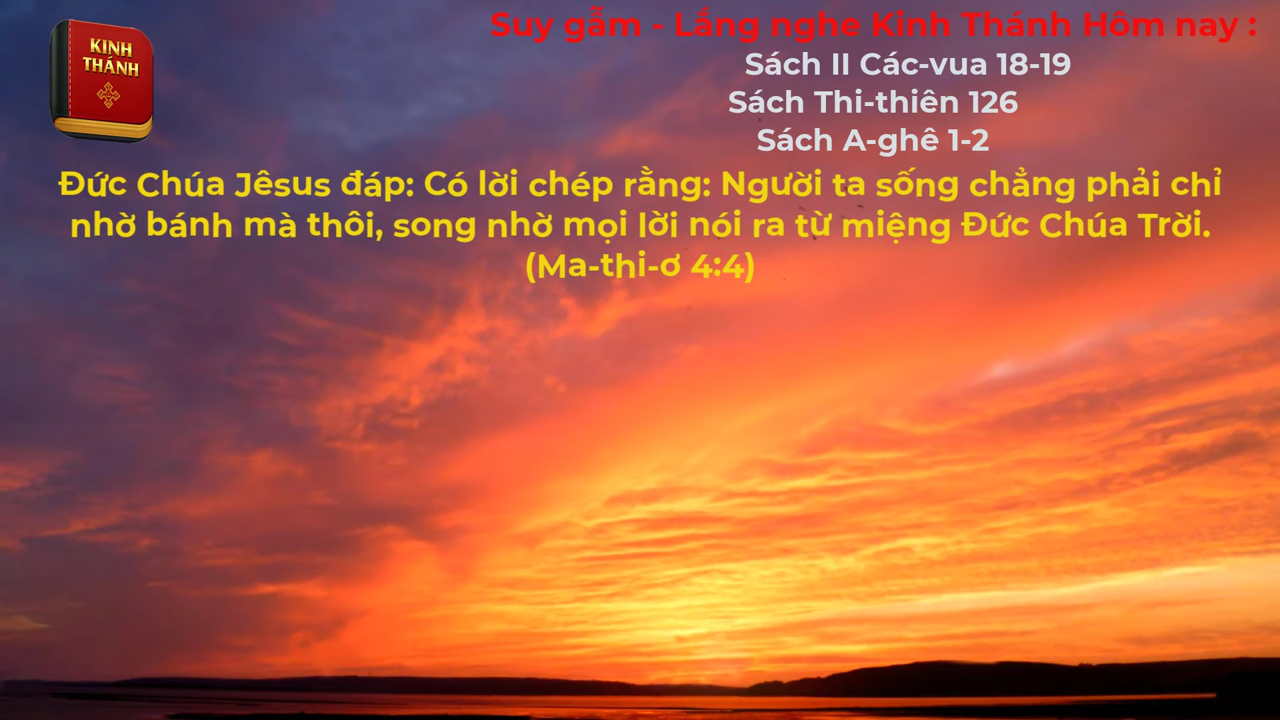 KINH
THÁNH
Suy gẫm - Lắng nghe Kinh Thánh Hôm nay :
Sách II Các-vua 18-19
Sách Thi-thiên 126
Sách A-ghê 1-2
Đức Chúa Jêsus đáp: Có lời chép rằng: Người ta sống chẳng phải chỉ
nhờ bánh mà thôi, song nhờ mọi lời nói ra từ miệng Đức Chúa Trời.
(Ma-thi-ơ 4:4)